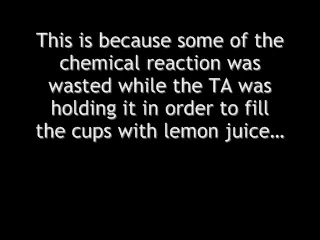 This is because some of the
chemical reaction was
wasted while the TA was
holding it in order to fill
the cups with lemon juice…